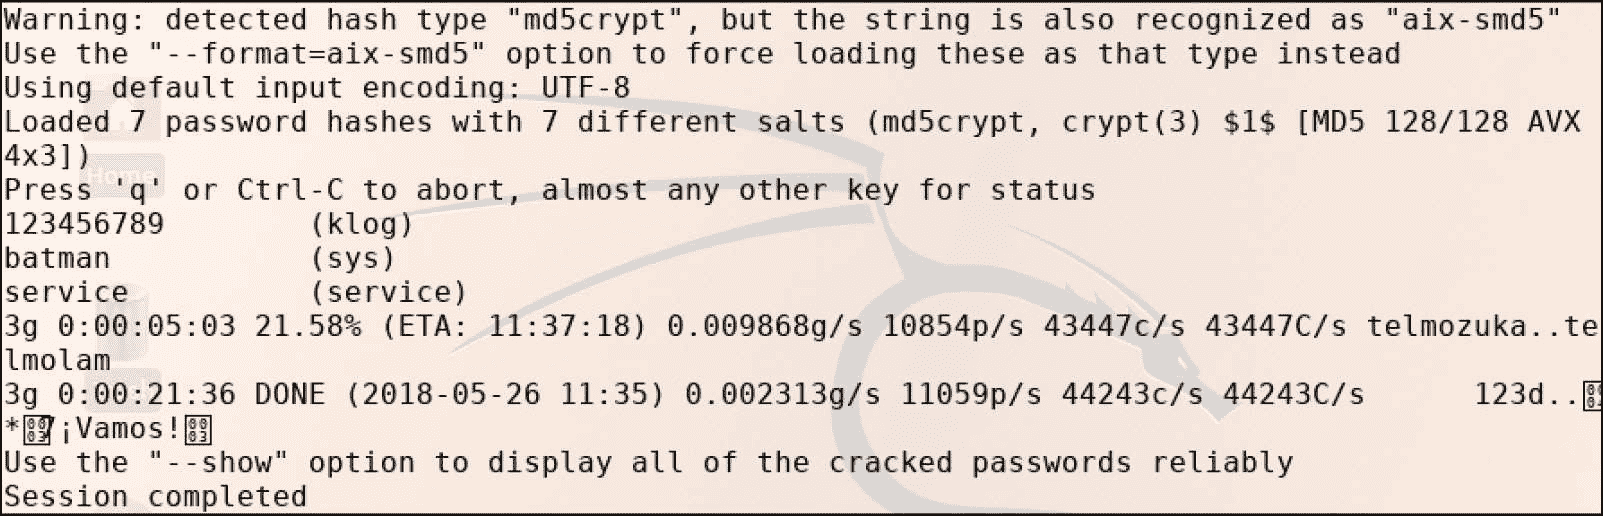 Warning: detected hash type "md5crypt", but the string is also recognized as "aix-smd5"
Use the "--format=aix-smd5" option to force loading these as that type instead
Using default input encoding: UTF-8
Loaded 7 password hashes with 7 different salts (md5crypt, crypt(3) $1$ [MD5 128/128 AVX
4x3])
Home
Press 'q' or Ctrl-C to abort, almost any other key for status
123456789 (klog)
batman (sys)
service (service)
3g 0:00:05:03 21.58% (ETA: 11:37:18) 0.009868g/s 10854p/s 43447c/s 43447C/s telmozuka..te
lmolam
3g 0:00:21:36 DONE (2018-05-26 11:35) 0.002313g/s 11059p/s 44243c/s 44243C/s 123d..
*7¡Vamos!
Use the "--show" option to display all of the cracked passwords reliably
Session completed